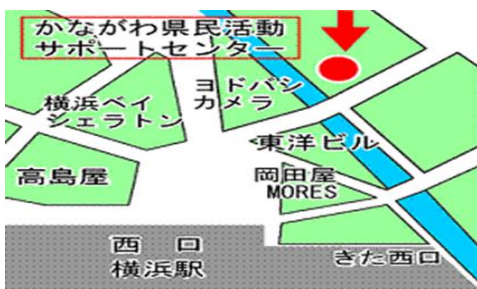 かながわ県民活動
サポートセンター
ヨドバシ
カメラ
横浜ベイ
シェラトン
東洋ビル
高島屋
岡田屋
MORES
西口
横浜駅
きた西口